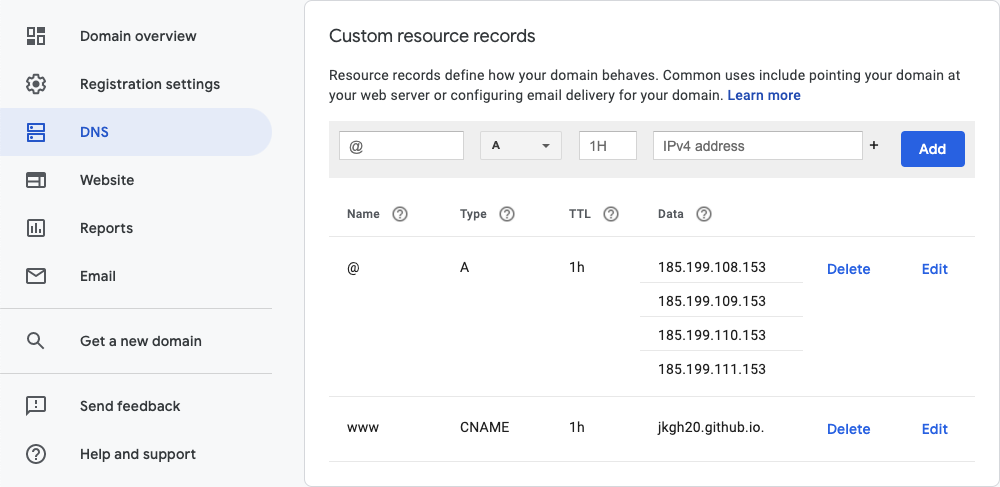 Domain overview
Registration settings
DNS
Website
Reports
Email
Get a new domain
Send feedback
Help and support
Custom resource records
Resource records define how your domain behaves. Common uses include pointing your domain at
your web server or configuring email delivery for your domain. Learn more
@ A 1H IPv4 address + Add
Name Type TTL Data
@ A 1h 185.199.108.153 Delete Edit
185.199.109.153
185.199.110.153
185.199.111.153
www CNAME 1h jkgh20.github.io. Delete Edit